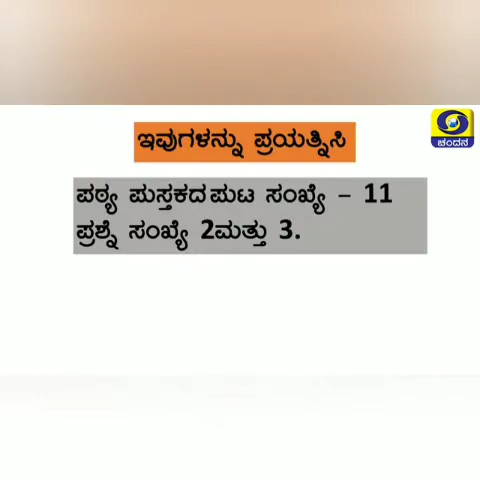 ಇವುಗಳನ್ನು ಪ್ರಯತ್ನಿಸಿ
ಚಂದನ
ಪಠ್ಯ ಪುಸ್ತಕದ ಪುಟ ಸಂಖ್ಯೆ – 11
ಪ್ರಶ್ನೆ ಸಂಖ್ಯೆ 2ಮತ್ತು 3.